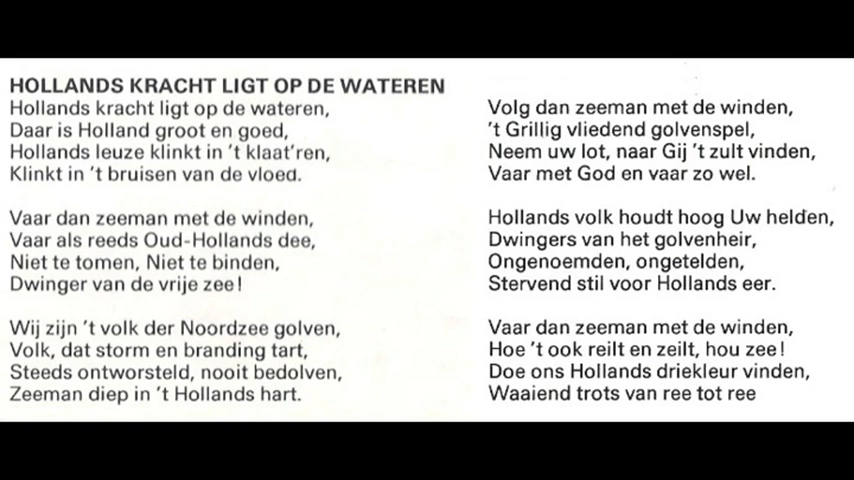 HOLLANDS KRACHT LIGT OP DE WATEREN
Hollands kracht ligt op de wateren,
Daar is Holland groot en goed,
Hollands leuze klinkt in 't klaat'ren,
Klinkt in 't bruisen van de vloed.

Vaar dan zeeman met de winden,
Vaar als reeds Oud-Hollands dee,
Niet te tomen, Niet te binden,
Dwinger van de vrije zee!

Wij zijn 't volk der Noordzee golven,
Volk, dat storm en branding tart,
Steeds ontworsteld, nooit bedolven,
Zeeman diep in 't Hollands hart.

Volg dan zeeman met de winden,
't Grillig vliedend golvenspel,
Neem uw lot, naar Gij 't zult vinden,
Vaar met God en vaar zo wel.

Hollands volk houdt hoog Uw helden,
Dwingers van het golvenheir,
Ongenoemden, ongetelden,
Stervend stil voor Hollands eer.

Vaar dan zeeman met de winden,
Hoe 't ook reilt en zeilt, hou zee!
Doe ons Hollands driekleur vinden,
Waaiend trots van ree tot ree